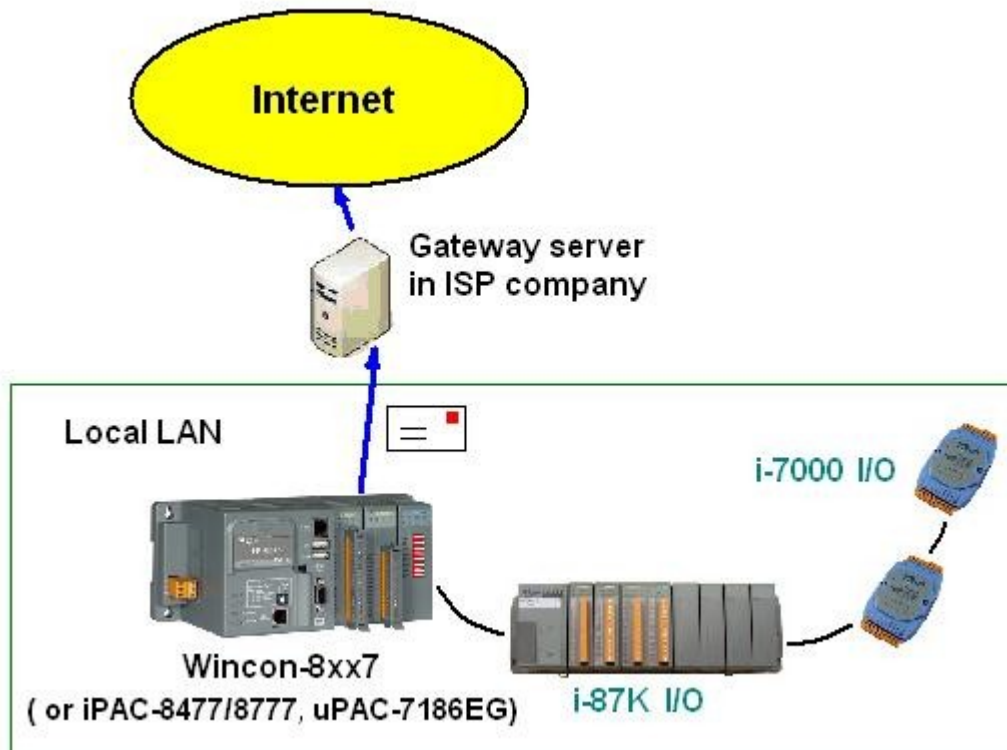 Internet
Gateway server
in ISP company
Local LAN
i-7000 I/O
Wincon-8xx7
( or iPAC-8477/8777, uPAC-7186EG)
i-87K I/O